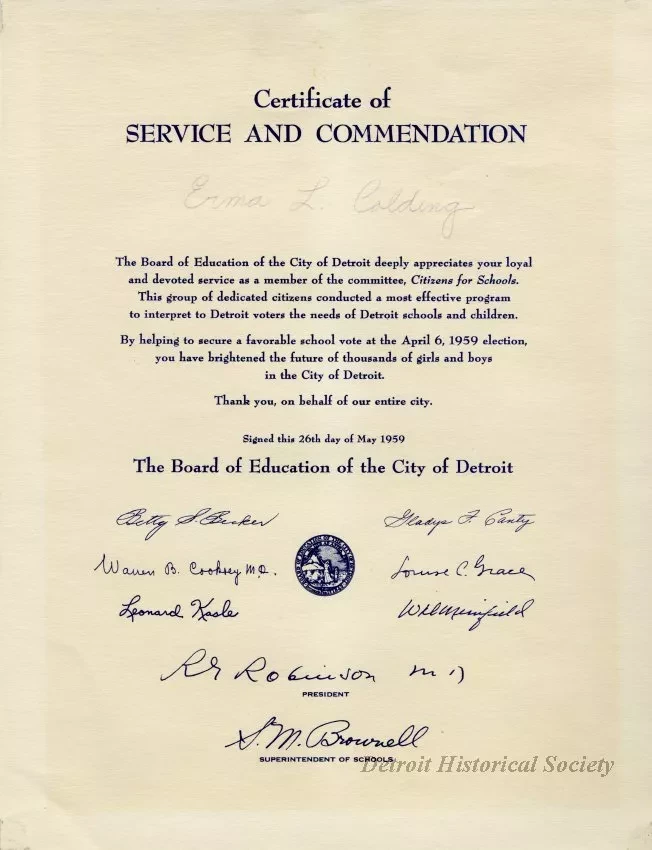 Certificate of
SERVICE AND COMMENDATION
Erma L. Colding
The Board of Education of the City of Detroit deeply appreciates your loyal
and devoted service as a member of the committee, Citizens for Schools.
This group of dedicated citizens conducted a most effective program
to interpret to Detroit voters the needs of Detroit schools and children.
By helping to secure a favorable school vote at the April 6, 1959 election,
you have brightened the future of thousands of girls and boys
in the City of Detroit.
Thank you, on behalf of our entire city.
Signed this 26th day of May 1959
The Board of Education of the City of Detroit
Betty S. Becker
Gladys F. Canty
Warren B. Cooksey M.D.
Louise C. Grace
Leonard Kasle
Robinson M D
PRESIDENT
S. M. Brownell
SUPERINTENDENT OF SCHOOLS
Detroit Historical Society